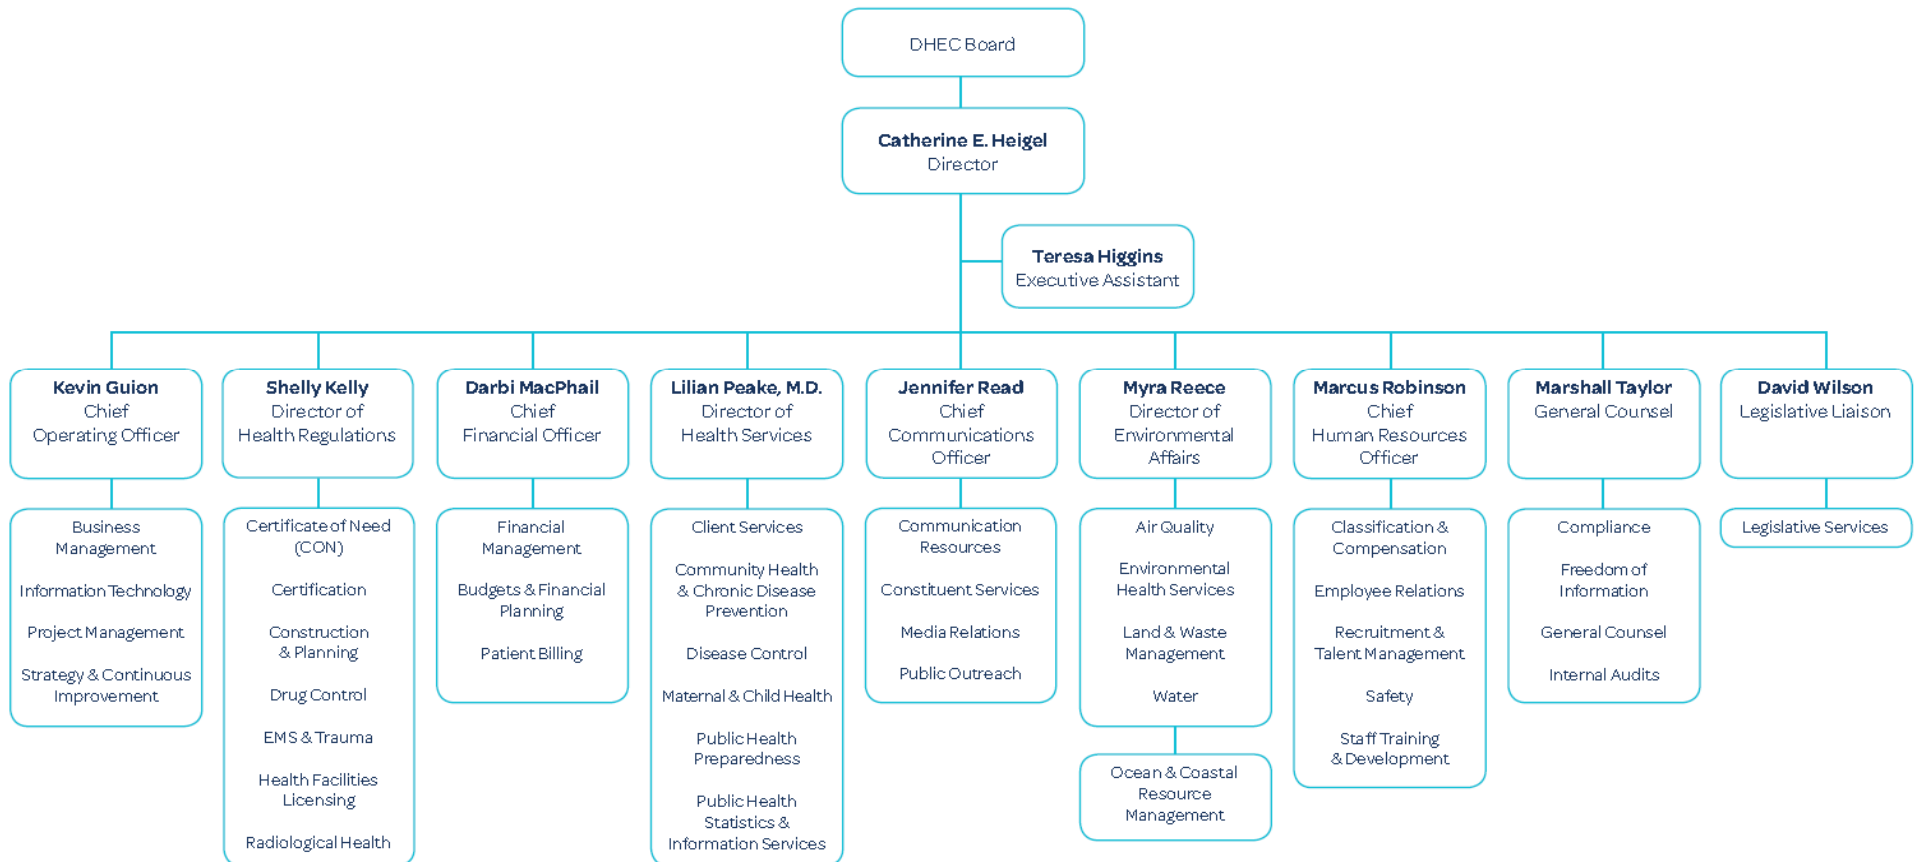 DHEC Board
Catherine E. Heigel
Director
Teresa Higgins
Executive Assistant
Kevin Guion
Chief
Operating Officer
Shelly Kelly
Director of
Health Regulations
Darbi MacPhail
Chief
Financial Officer
Lilian Peake, M.D.
Director of
Health Services
Jennifer Read
Chief
Communications
Officer
Myra Reece
Director of
Environmental
Affairs
Marcus Robinson
Chief
Human Resources
Officer
Marshall Taylor
General Counsel
David Wilson
Legislative Liaison
Business
Management
Information Technology
Project Management
Strategy & Continuous
Improvement
Certificate of Need
(CON)
Certification
Construction
& Planning
Drug Control
EMS & Trauma
Health Facilities
Licensing
Radiological Health
Financial
Management
Budgets & Financial
Planning
Patient Billing
Client Services
Community Health
& Chronic Disease
Prevention
Disease Control
Maternal & Child Health
Public Health
Preparedness
Public Health
Statistics &
Information Services
Communication
Resources
Constituent Services
Media Relations
Public Outreach
Air Quality
Environmental
Health Services
Land & Waste
Management
Water
Ocean & Coastal
Resource
Management
Classification &
Compensation
Employee Relations
Recruitment &
Talent Management
Safety
Staff Training
& Development
Compliance
Freedom of
Information
General Counsel
Internal Audits
Legislative Services